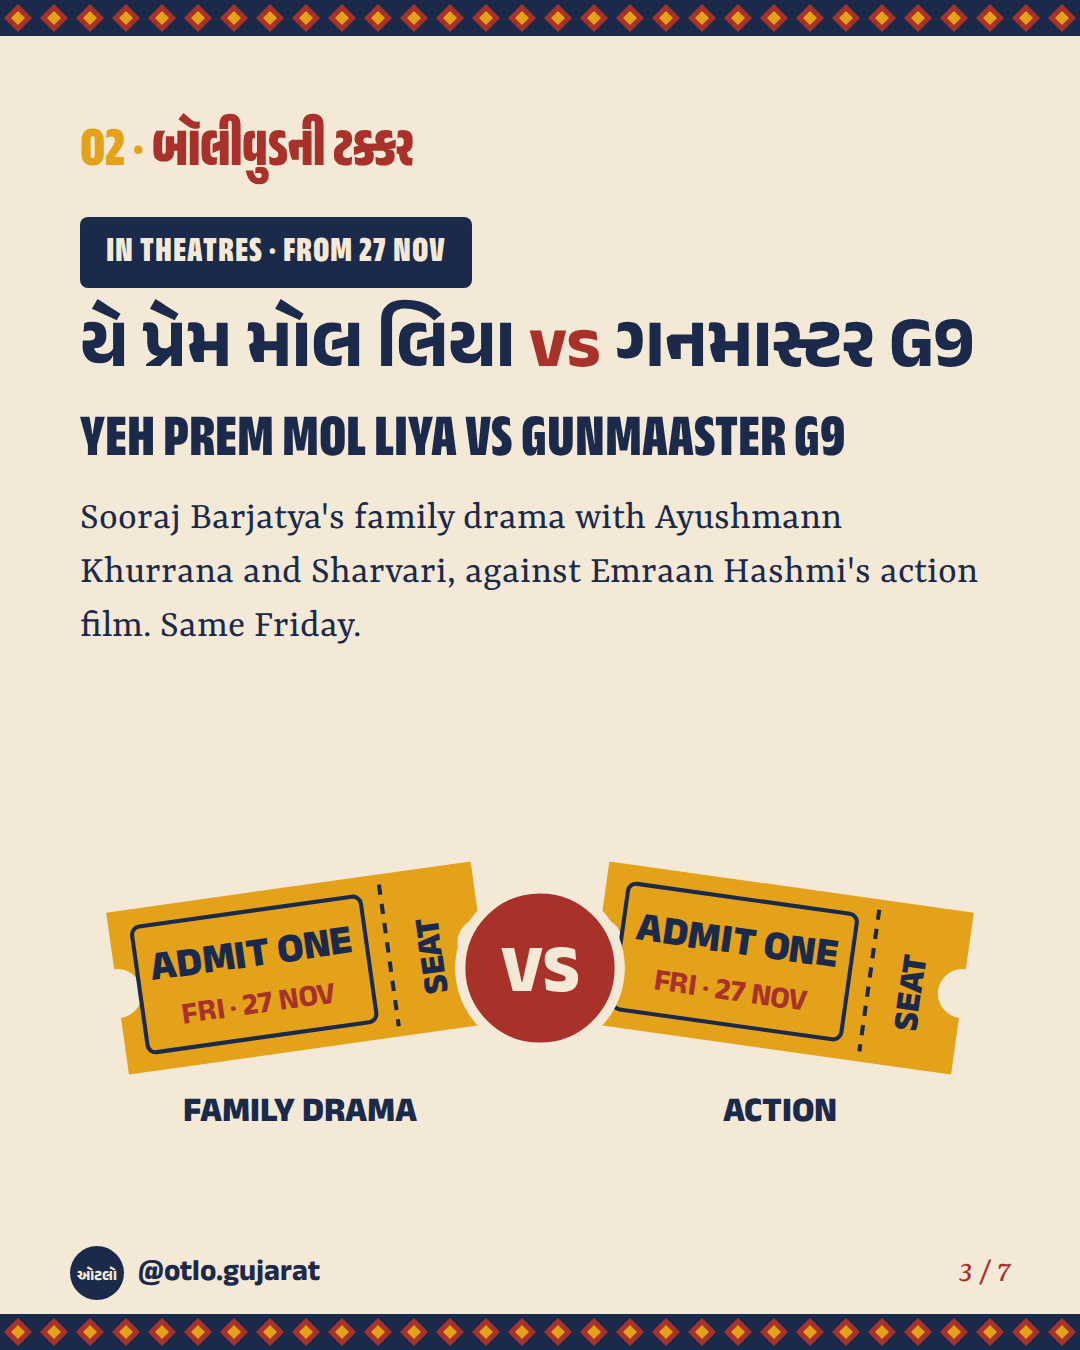 02 · બોલીવુડની ટક્કર
IN THEATRES · FROM 27 NOV
યે પ્રેમ મોલ લિયા vs ગનમાસ્ટર G9
YEH PREM MOL LIYA VS GUNMAASTER G9
Sooraj Barjatya's family drama with Ayushmann
Khurrana and Sharvari, against Emraan Hashmi's action
film. Same Friday.
ADMIT ONE
FRI · 27 NOV
SEAT
VS
ADMIT ONE
FRI · 27 NOV
SEAT
FAMILY DRAMA
ACTION
ઓટલો
@otlo.gujarat
3 / 7